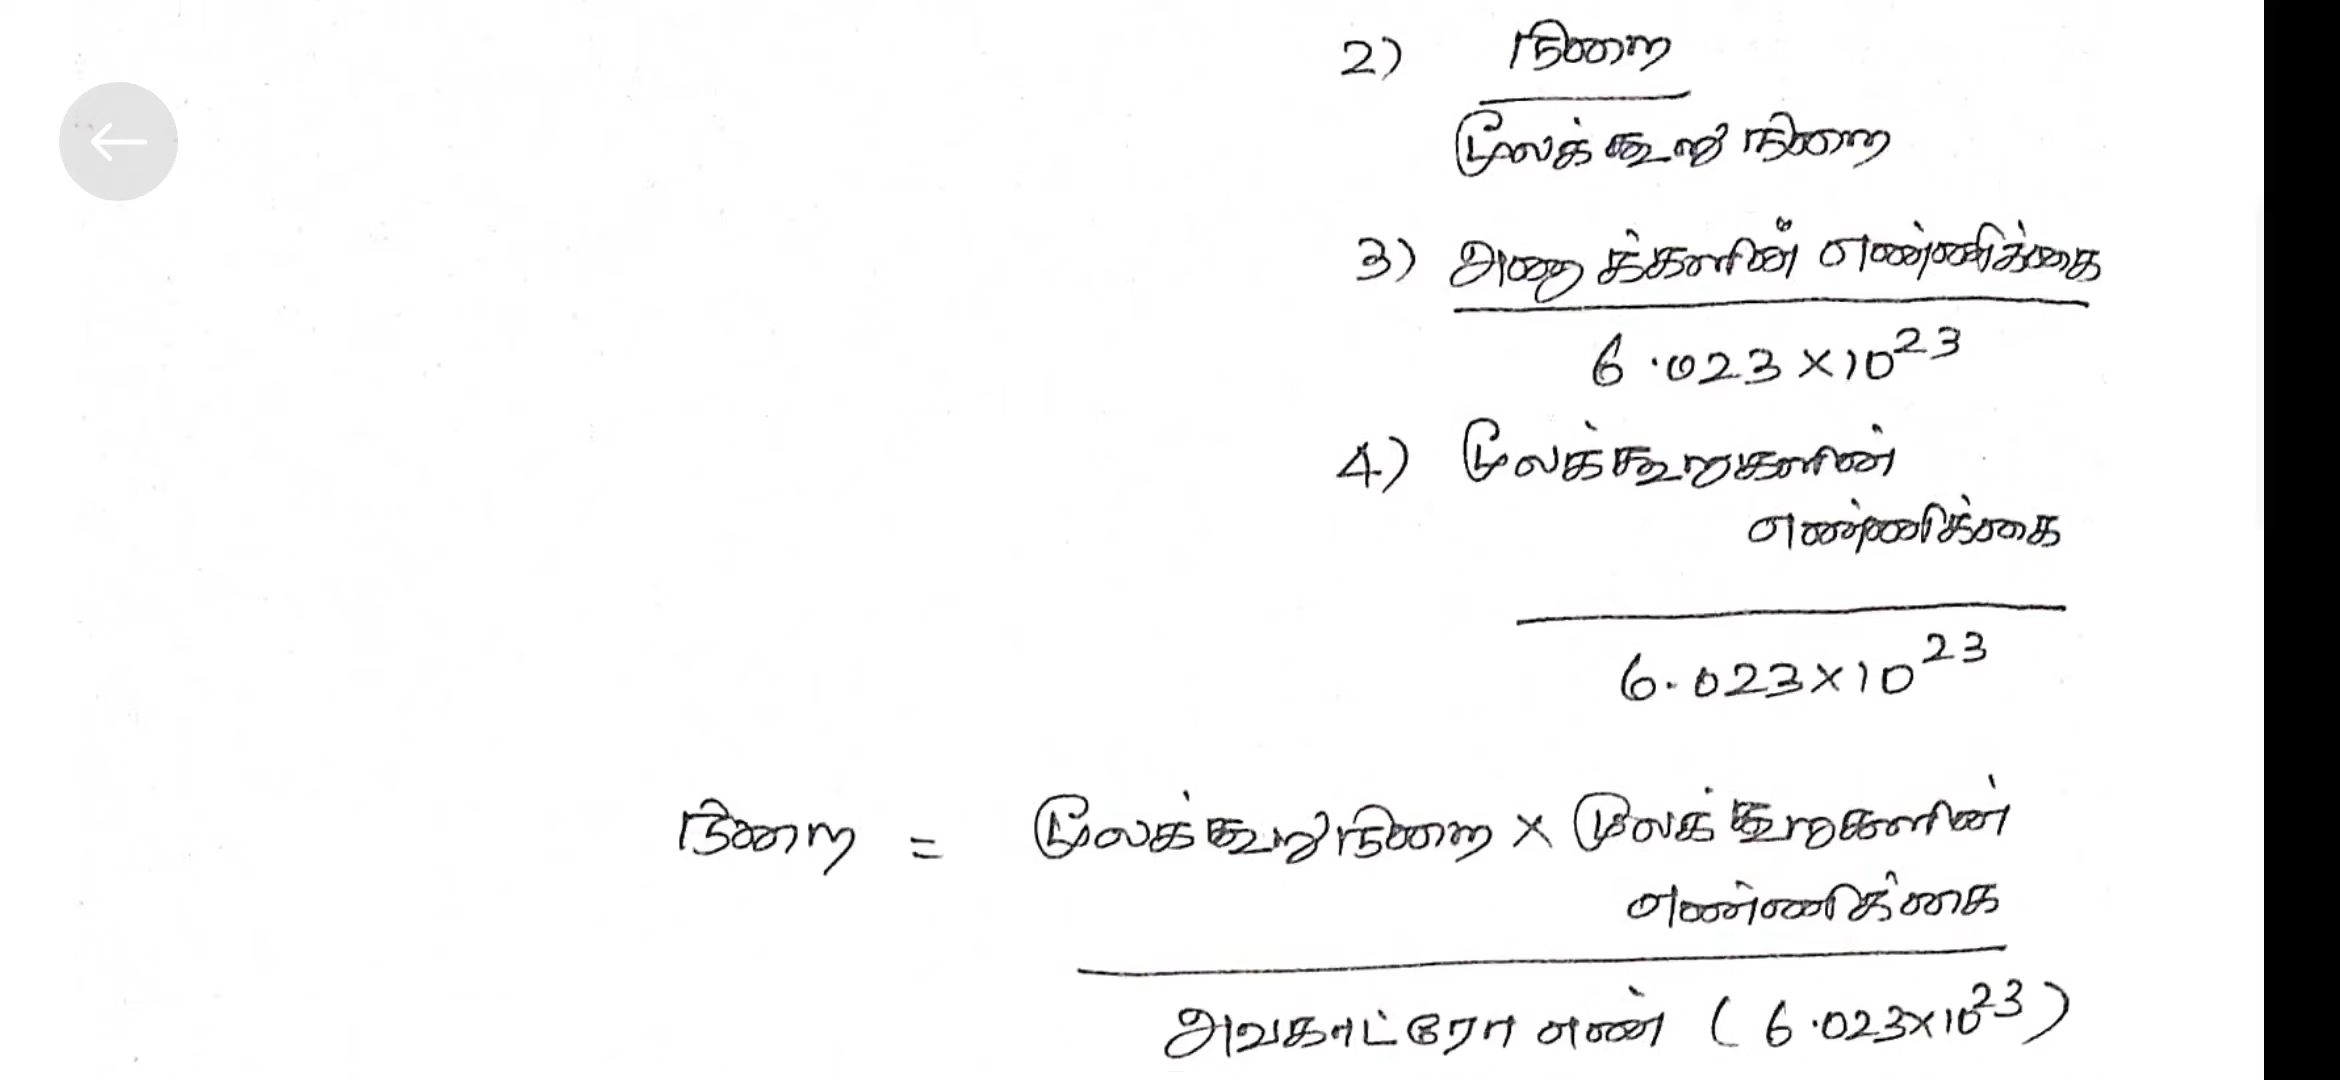 2) நிறை
மூலக்கூறு நிறை
3) அணுக்களின் எண்ணிக்கை
6.023 × 10²³
4) மூலக்கூறுகளின்
எண்ணிக்கை
6.023 × 10²³
நிறை = மூலக்கூறுநிறை × மூலக்கூறுகளின்
எண்ணிக்கை
அவகாட்ரோ எண் (6.023×10²³)